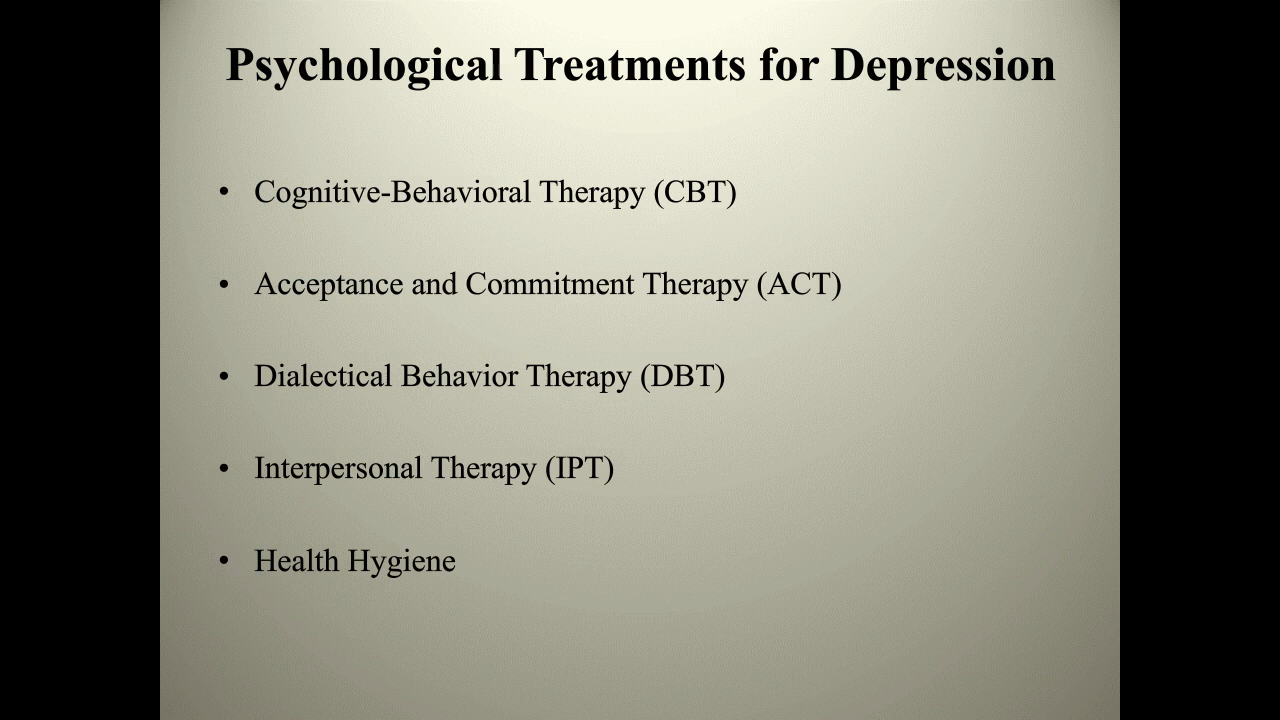 Psychological Treatments for Depression
• Cognitive-Behavioral Therapy (CBT)
• Acceptance and Commitment Therapy (ACT)
• Dialectical Behavior Therapy (DBT)
• Interpersonal Therapy (IPT)
• Health Hygiene